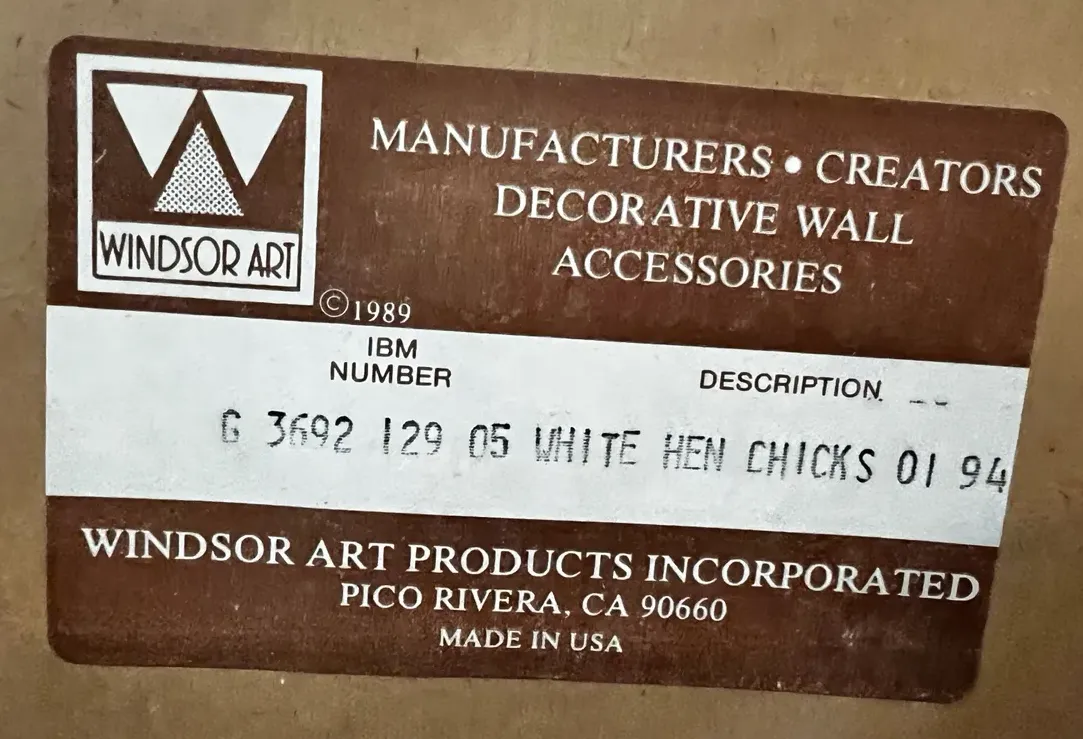 MANUFACTURERS • CREATORS
DECORATIVE WALL
ACCESSORIES
WINDSOR ART
©1989
IBM
NUMBER
DESCRIPTION
G 3692 129 05 WHITE HEN CHICKS 01 94
WINDSOR ART PRODUCTS INCORPORATED
PICO RIVERA, CA 90660
MADE IN USA